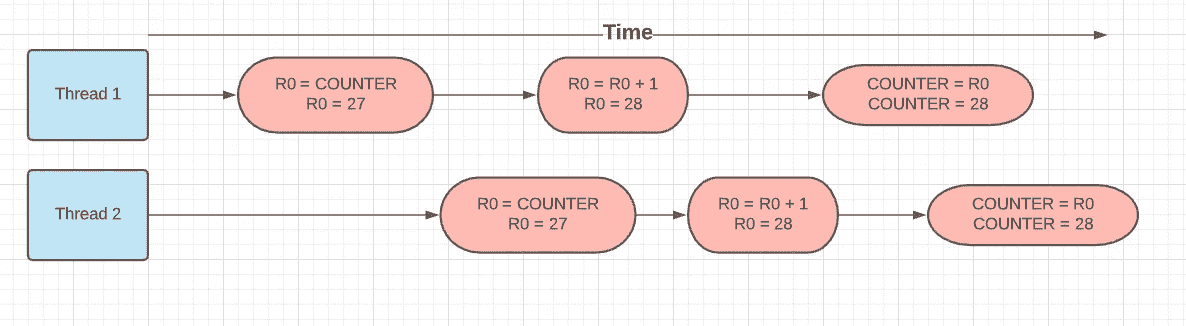 Time
Thread 1
R0 = COUNTER
R0 = 27
R0 = R0 + 1
R0 = 28
COUNTER = R0
COUNTER = 28
Thread 2
R0 = COUNTER
R0 = 27
R0 = R0 + 1
R0 = 28
COUNTER = R0
COUNTER = 28